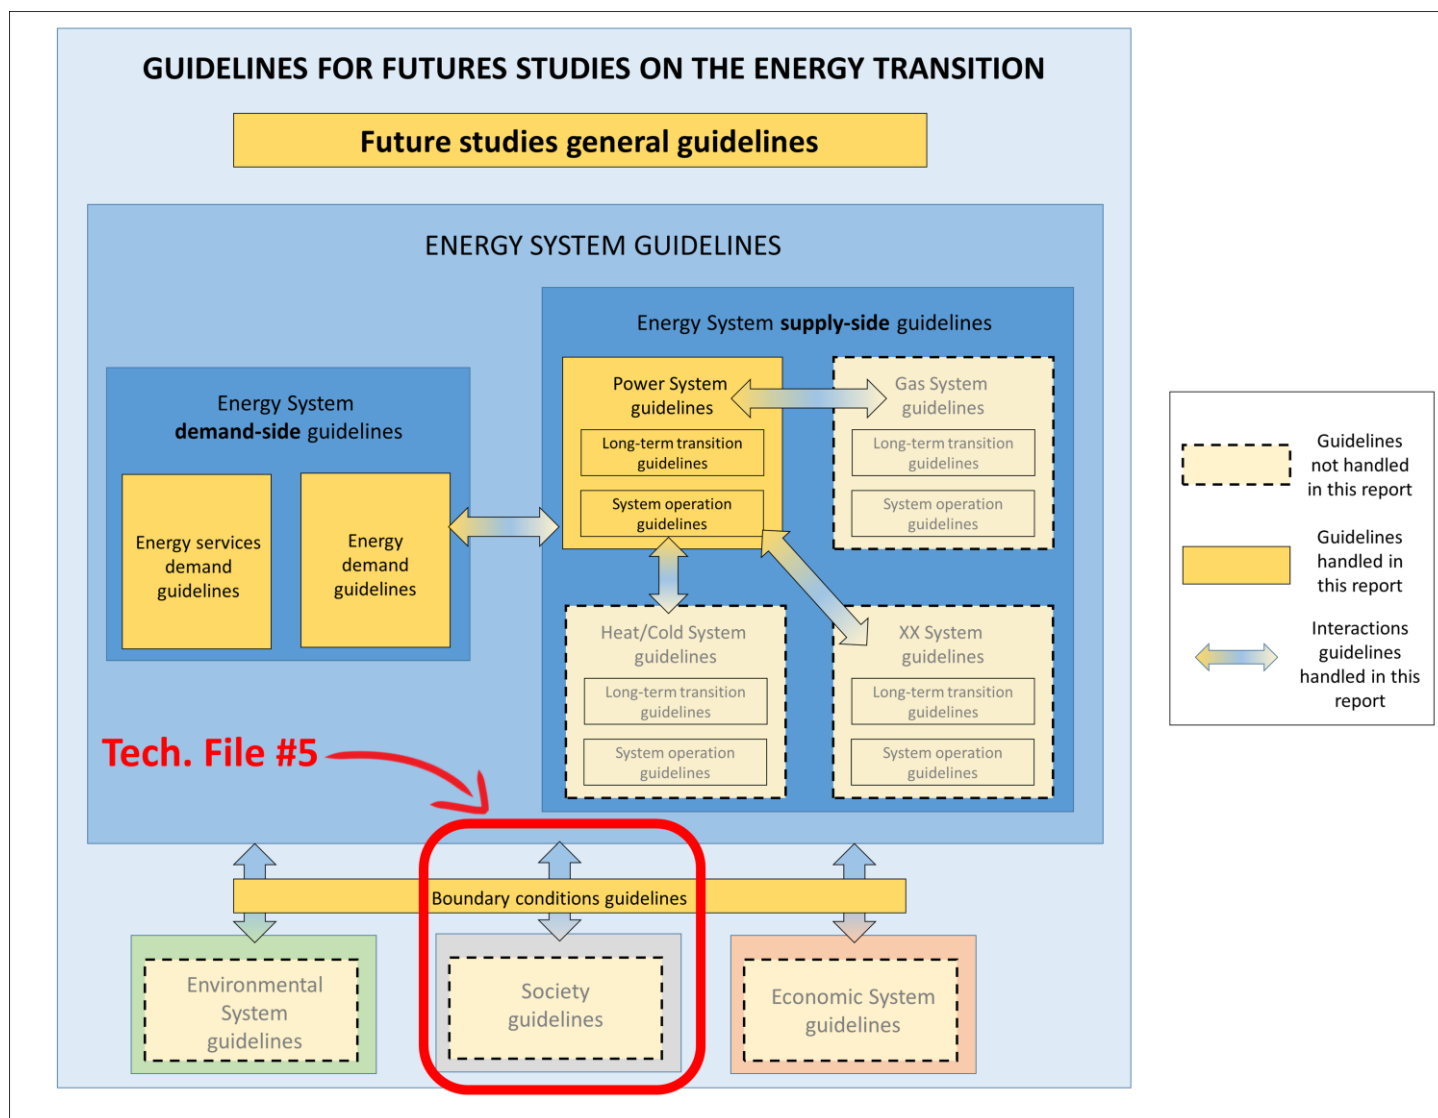 GUIDELINES FOR FUTURES STUDIES ON THE ENERGY TRANSITION
Future studies general guidelines
ENERGY SYSTEM GUIDELINES
Energy System
demand-side guidelines
Energy services
demand
guidelines
Energy
demand
guidelines
Energy System supply-side guidelines
Power System
guidelines
Long-term transition
guidelines
System operation
guidelines
Gas System
guidelines
Long-term transition
guidelines
System operation
guidelines
Heat/Cold System
guidelines
Long-term transition
guidelines
System operation
guidelines
XX System
guidelines
Long-term transition
guidelines
System operation
guidelines
Tech. File #5
Boundary conditions guidelines
Environmental
System
guidelines
Society
guidelines
Economic System
guidelines
Guidelines
not handled
in this report
Guidelines
handled in
this report
Interactions
guidelines
handled in this
report